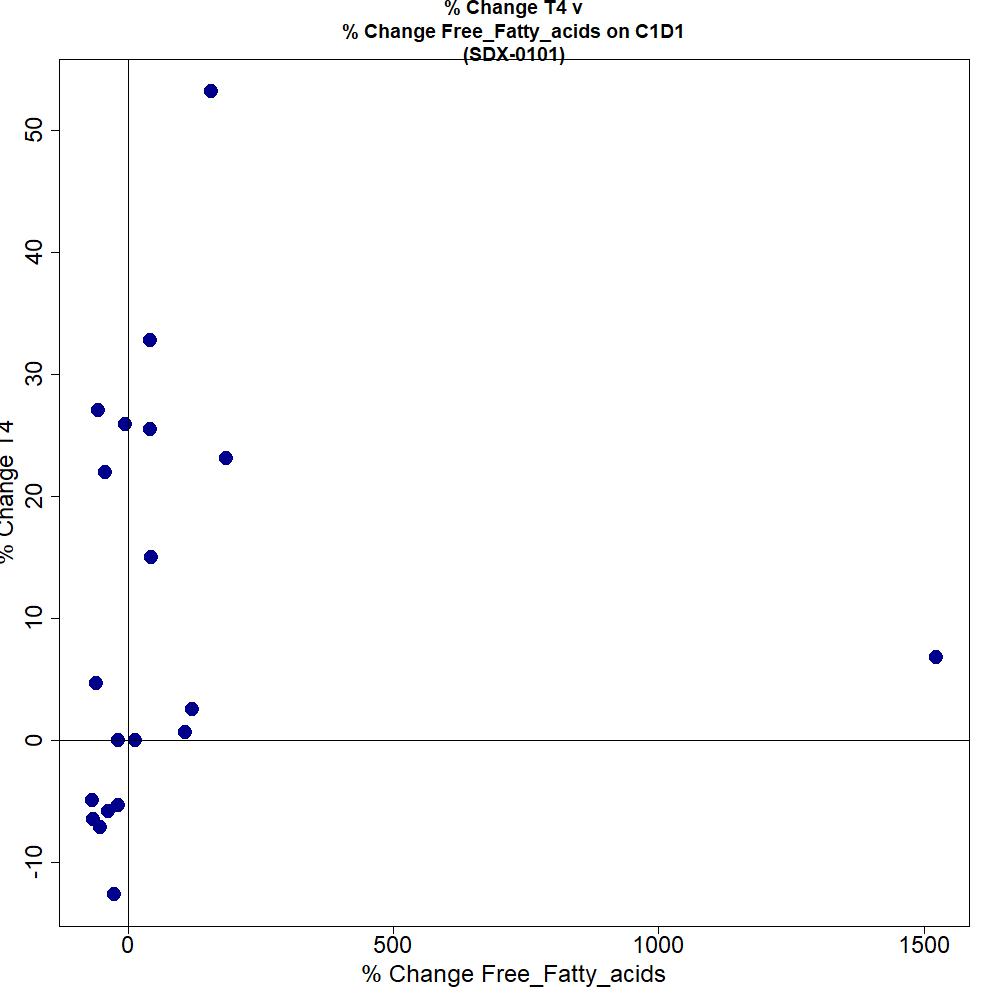 % Change T4 v
% Change Free_Fatty_acids on C1D1
(SDX-0101)
50
40
30
20
10
0
-10
% Change T4
0 500 1000 1500
% Change Free_Fatty_acids